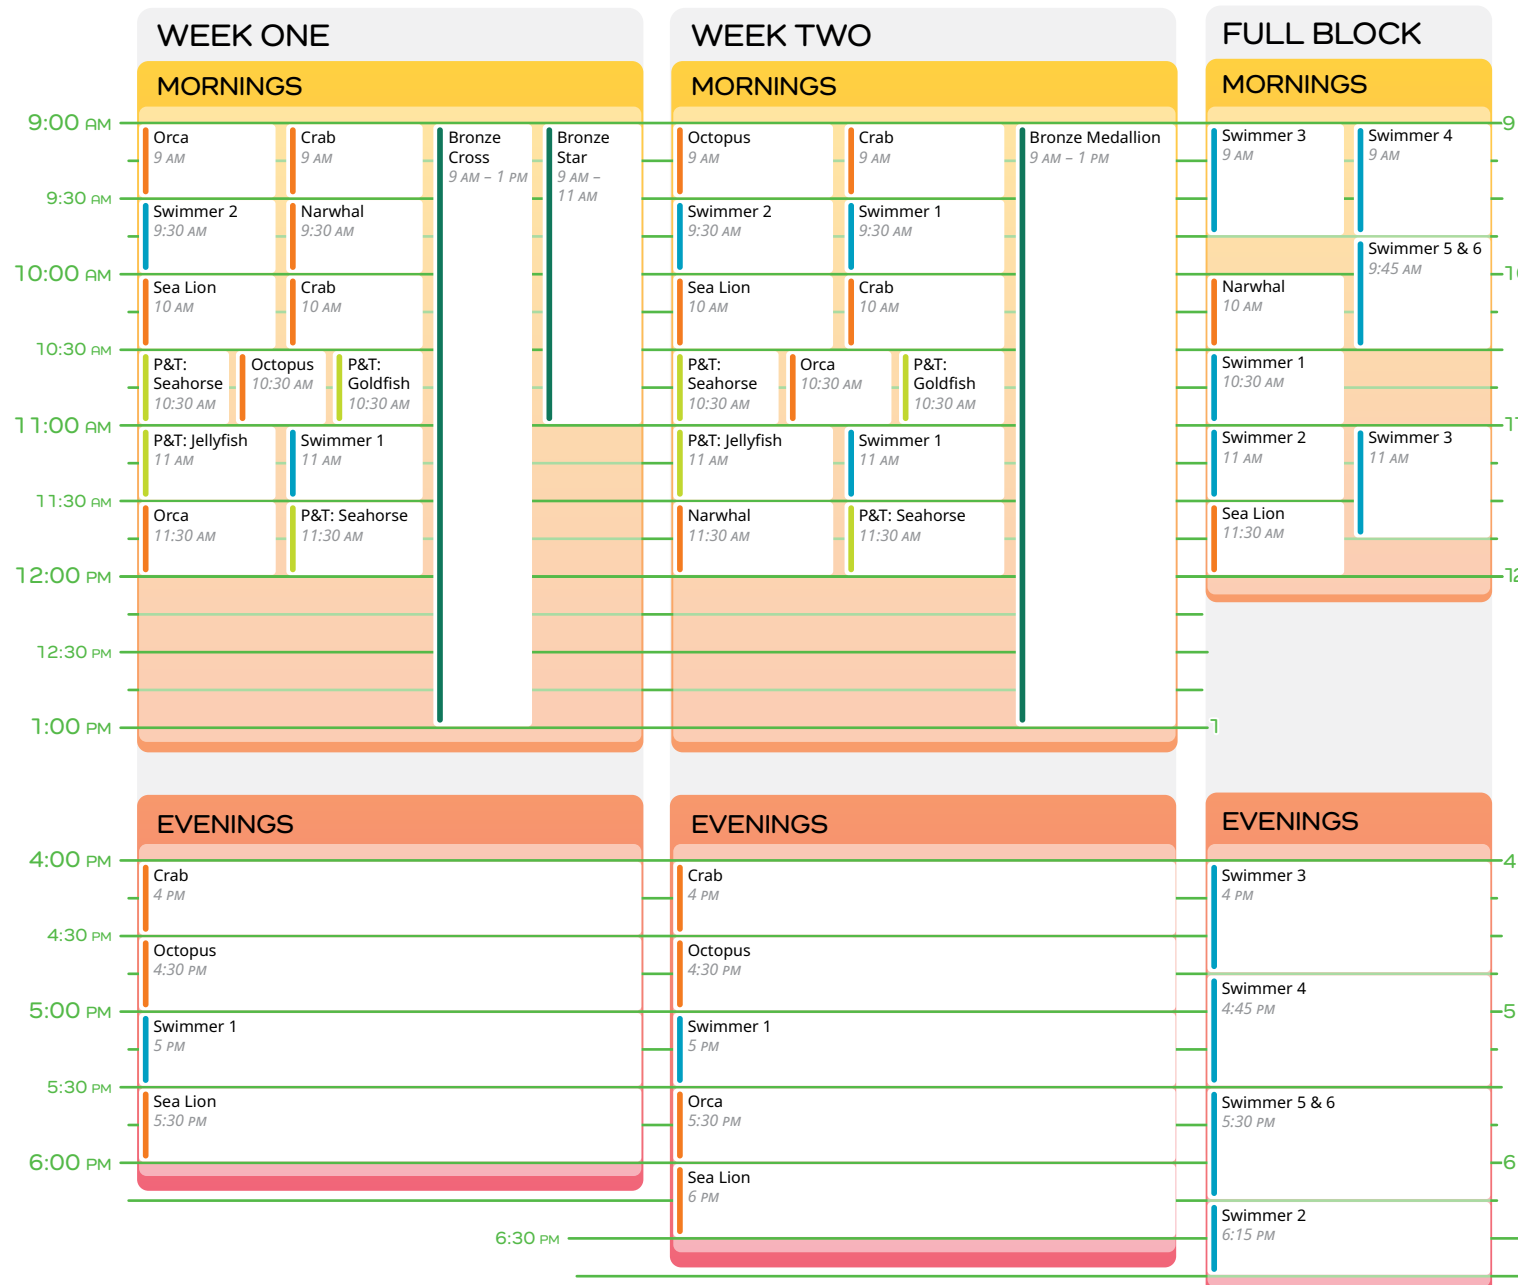 WEEK ONE
MORNINGS
9:00 AM
9:30 AM
10:00 AM
10:30 AM
11:00 AM
11:30 AM
12:00 PM
12:30 PM
1:00 PM
Orca
9 AM
Crab
9 AM
Bronze
Cross
9 AM – 1 PM
Bronze
Star
9 AM –
11 AM
Swimmer 2
9:30 AM
Narwhal
9:30 AM
Sea Lion
10 AM
Crab
10 AM
P&T:
Seahorse
10:30 AM
Octopus
10:30 AM
P&T:
Goldfish
10:30 AM
P&T: Jellyfish
11 AM
Swimmer 1
11 AM
Orca
11:30 AM
P&T: Seahorse
11:30 AM
EVENINGS
4:00 PM
4:30 PM
5:00 PM
5:30 PM
6:00 PM
Crab
4 PM
Octopus
4:30 PM
Swimmer 1
5 PM
Sea Lion
5:30 PM
WEEK TWO
MORNINGS
Octopus
9 AM
Crab
9 AM
Bronze Medallion
9 AM – 1 PM
Swimmer 2
9:30 AM
Swimmer 1
9:30 AM
Sea Lion
10 AM
Crab
10 AM
P&T:
Seahorse
10:30 AM
Orca
10:30 AM
P&T:
Goldfish
10:30 AM
P&T: Jellyfish
11 AM
Swimmer 1
11 AM
Narwhal
11:30 AM
P&T: Seahorse
11:30 AM
EVENINGS
Crab
4 PM
Octopus
4:30 PM
Swimmer 1
5 PM
Orca
5:30 PM
Sea Lion
6 PM
6:30 PM
FULL BLOCK
MORNINGS
Swimmer 3
9 AM
Swimmer 4
9 AM
Swimmer 5 & 6
9:45 AM
Narwhal
10 AM
Swimmer 1
10:30 AM
Swimmer 2
11 AM
Swimmer 3
11 AM
Sea Lion
11:30 AM
EVENINGS
Swimmer 3
4 PM
Swimmer 4
4:45 PM
Swimmer 5 & 6
5:30 PM
Swimmer 2
6:15 PM